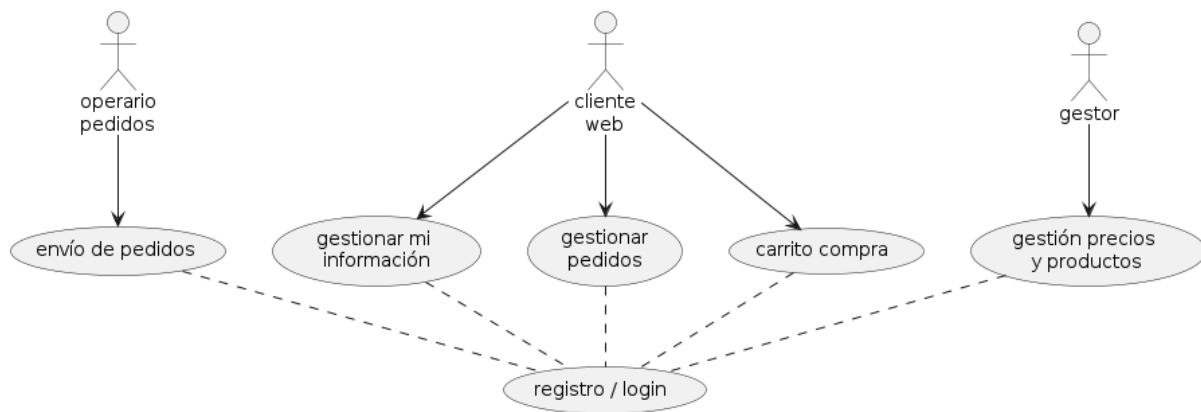 operario
pedidos
cliente
web
gestor
envío de pedidos
gestionar mi
información
gestionar
pedidos
carrito compra
gestión precios
y productos
registro / login